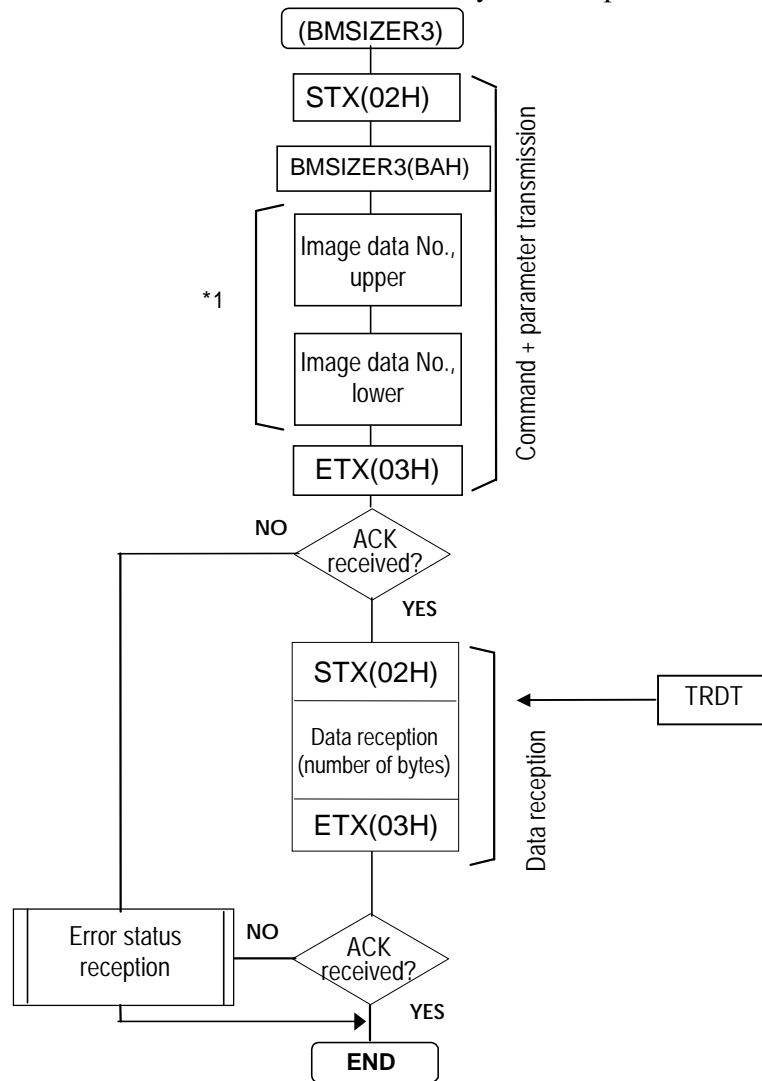 (BMSIZER3)
STX(02H)
BMSIZER3(BAH)
Image data No.,
upper
*1
Image data No.,
lower
ETX(03H)
Command + parameter transmission
NO
ACK
received?
YES
STX(02H)
TRDT
Data reception
(number of bytes)
ETX(03H)
Data reception
Error status
reception
NO
ACK
received?
YES
END